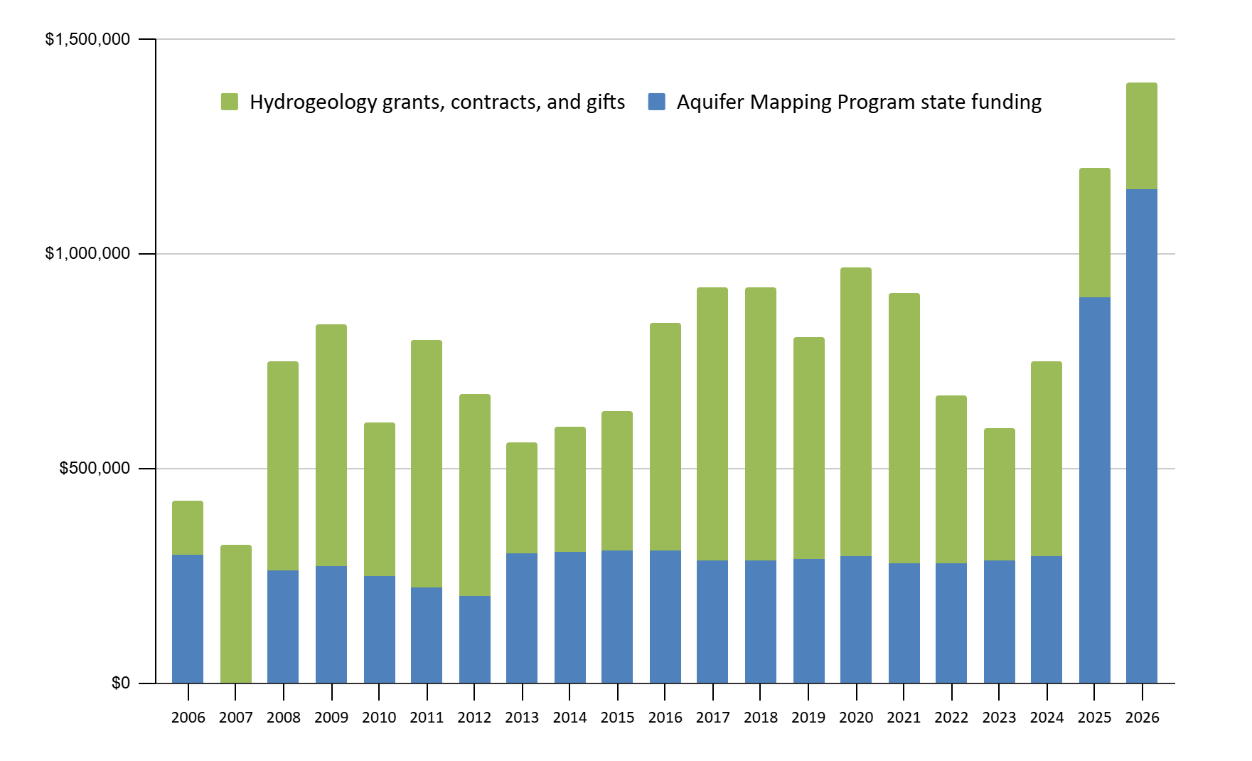 $1,500,000
Hydrogeology grants, contracts, and gifts Aquifer Mapping Program state funding
$1,000,000
$500,000
$0
2006 2007 2008 2009 2010 2011 2012 2013 2014 2015 2016 2017 2018 2019 2020 2021 2022 2023 2024 2025 2026